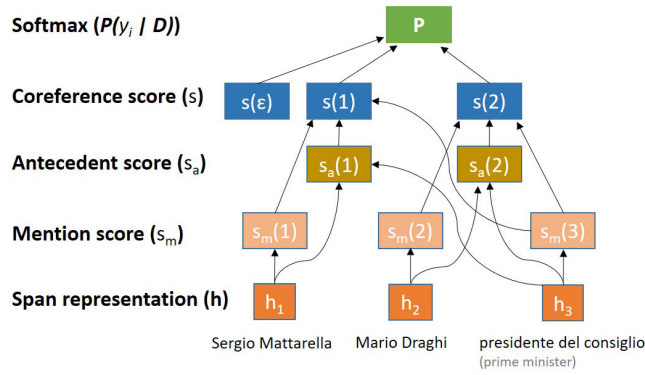 Softmax (P(yᵢ | D))
P
Coreference score (s)
s(ε)
s(1)
s(2)
Antecedent score (sₐ)
sₐ(1)
sₐ(2)
Mention score (sₘ)
sₘ(1)
sₘ(2)
sₘ(3)
Span representation (h)
h₁
h₂
h₃
Sergio Mattarella
Mario Draghi
presidente del consiglio
(prime minister)